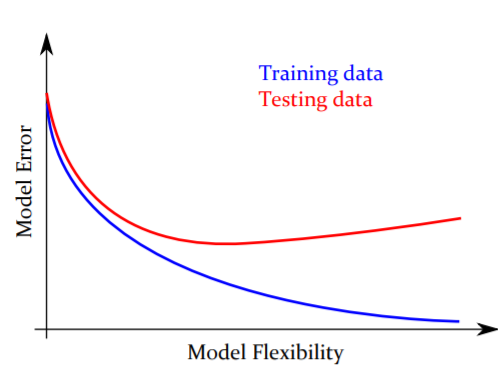 Training data
Testing data
Model Error
Model Flexibility